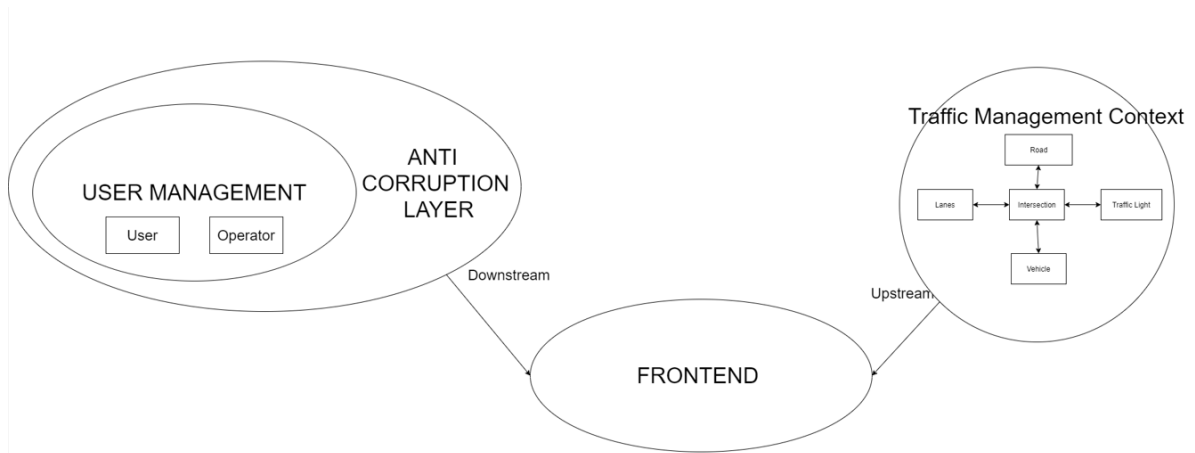 USER MANAGEMENT
User
Operator
ANTI
CORRUPTION
LAYER
Downstream
FRONTEND
Upstream
Traffic Management Context
Road
Lanes
Intersection
Traffic Light
Vehicle